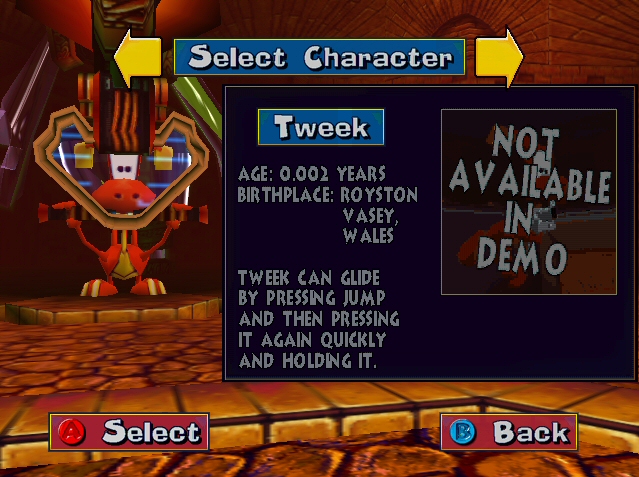 Select Character
Tweek
AGE: 0.002 YEARS
BIRTHPLACE: ROYSTON
VASEY,
WALES
TWEEK CAN GLIDE
BY PRESSING JUMP
AND THEN PRESSING
IT AGAIN QUICKLY
AND HOLDING IT.
NOT
AVAILABLE
IN
DEMO
A Select
B Back